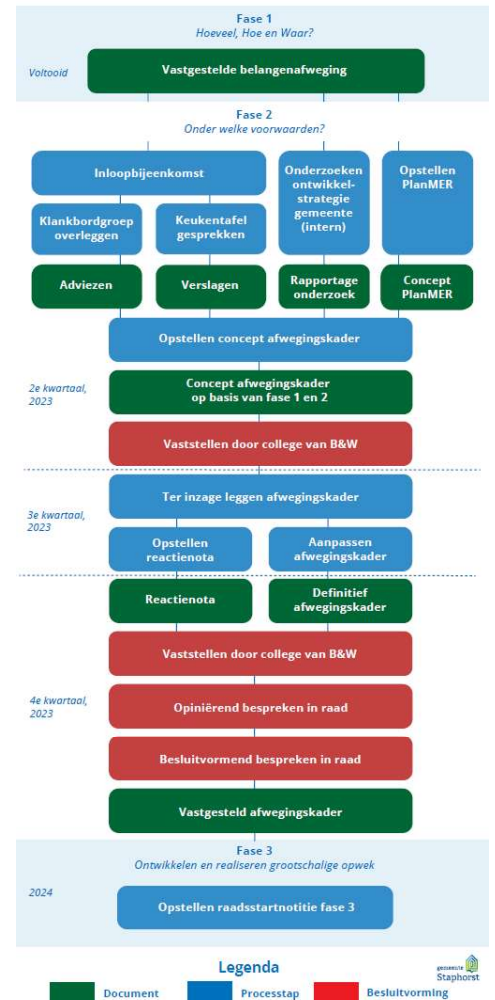 Fase 1
Hoeveel, Hoe en Waar?
Voltooid
Vastgestelde belangenafweging
Fase 2
Onder welke voorwaarden?
Inloopbijeenkomst
Onderzoeken
ontwikkel-
strategie
gemeente
(intern)
Opstellen
PlanMER
Klankbordgroep
overleggen
Keukentafel
gesprekken
Adviezen
Verslagen
Rapportage
onderzoek
Concept
PlanMER
Opstellen concept afwegingskader
2e kwartaal,
2023
Concept afwegingskader
op basis van fase 1 en 2
Vaststellen door college van B&W
Ter inzage leggen afwegingskader
3e kwartaal,
2023
Opstellen
reactienota
Aanpassen
afwegingskader
Reactienota
Definitief
afwegingskader
Vaststellen door college van B&W
4e kwartaal,
2023
Opiniërend bespreken in raad
Besluitvormend bespreken in raad
Vastgesteld afwegingskader
Fase 3
Ontwikkelen en realiseren grootschalige opwek
2024
Opstellen raadsstartnotitie fase 3
Legenda
gemeente
Staphorst
Document
Processtap
Besluitvorming